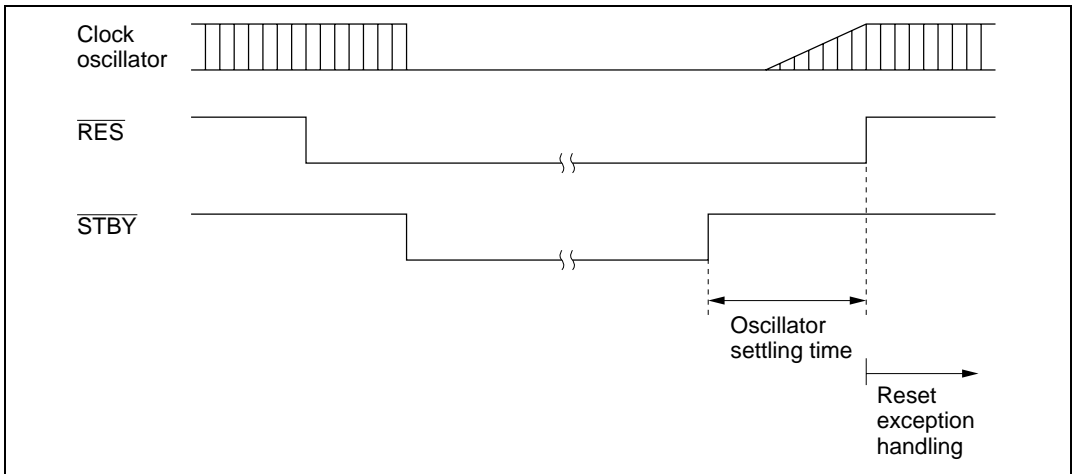 Clock
oscillator
RES
STBY
Oscillator
settling time
Reset
exception
handling